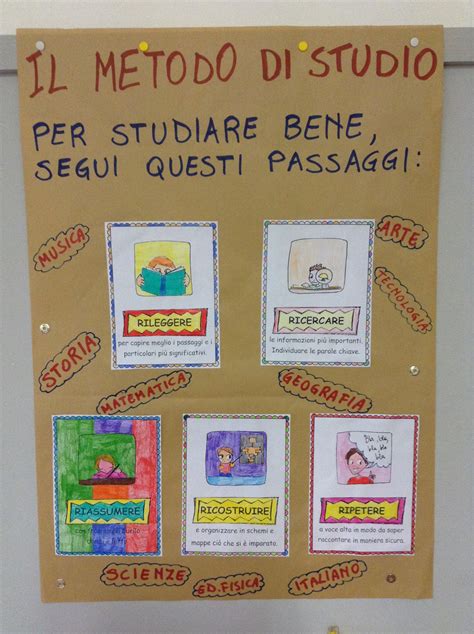 IL METODO DI STUDIO
PER STUDIARE BENE,
SEGUI QUESTI PASSAGGI:
MUSICA
ARTE
TECNOLOGIA
RILEGGERE
per capire meglio i passaggi e i
particolari più significativi.
RICERCARE
le informazioni più importanti.
Individuare le parole chiave.
STORIA
MATEMATICA
GEOGRAFIA
RIASSUMERE
RICOSTRUIRE
e organizzare in schemi e
mappe ciò che si è imparato.
Bla, bla,
bla, bla
bla
RIPETERE
a voce alta in modo da saper
raccontare in maniera sicura.
SCIENZE
ED. FISICA
ITALIANO